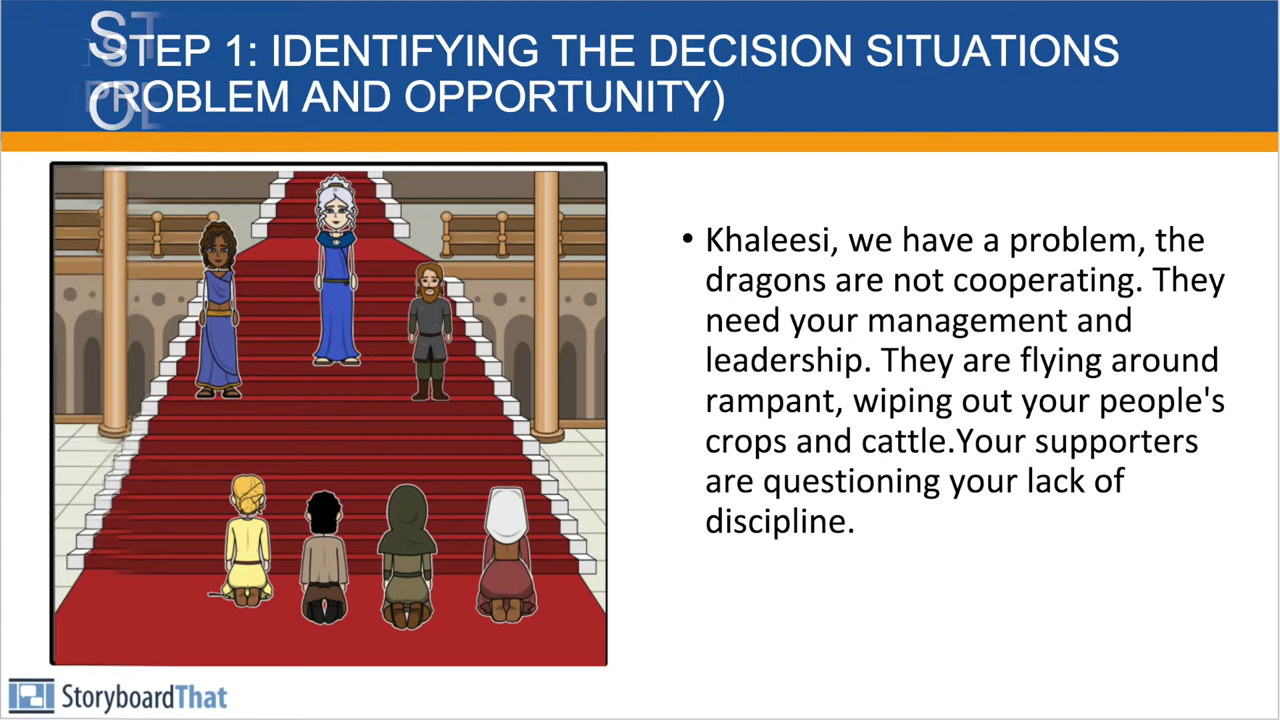 STEP 1: IDENTIFYING THE DECISION SITUATIONS
PROBLEM AND OPPORTUNITY)
• Khaleesi, we have a problem, the
dragons are not cooperating. They
need your management and
leadership. They are flying around
rampant, wiping out your people's
crops and cattle.Your supporters
are questioning your lack of
discipline.
StoryboardThat